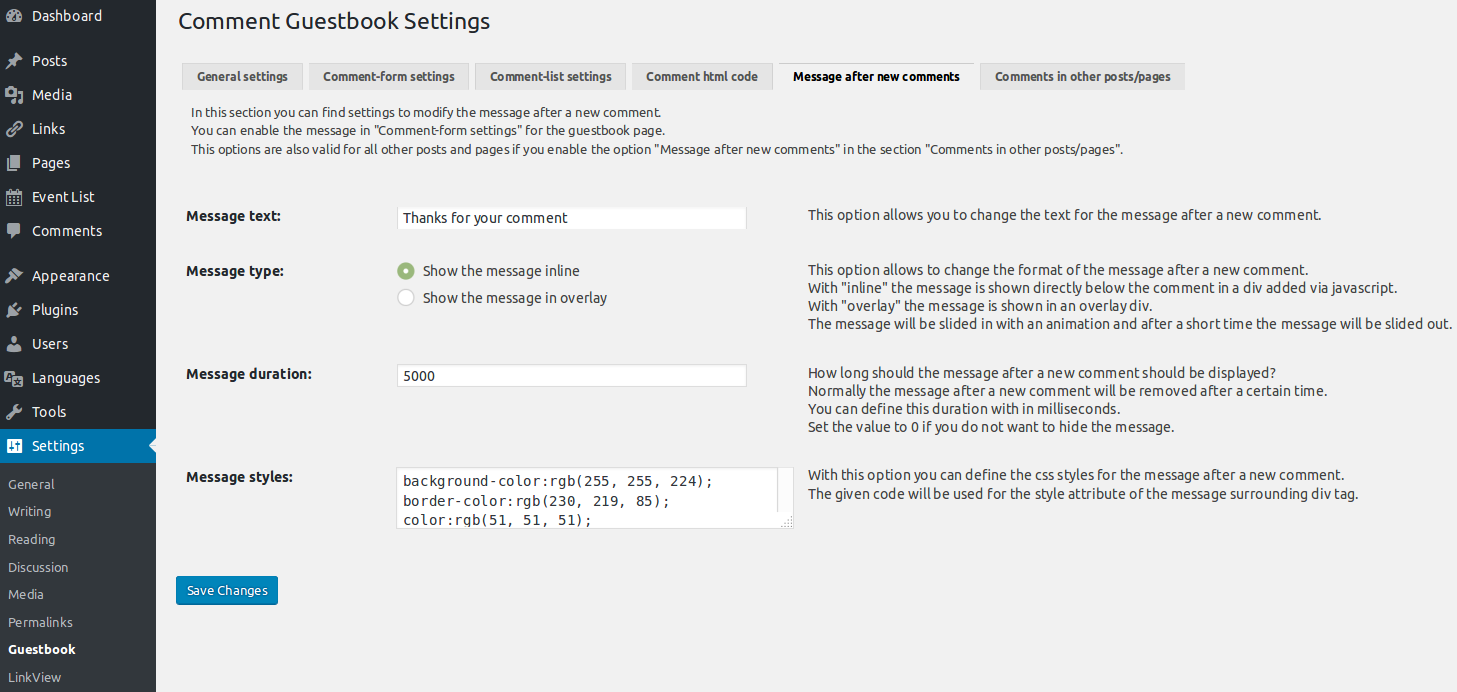 Dashboard
Posts
Media
Links
Pages
Event List
Comments
Appearance
Plugins
Users
Languages
Tools
Settings
General
Writing
Reading
Discussion
Media
Permalinks
Guestbook
LinkView
Comment Guestbook Settings
General settings
Comment-form settings
Comment-list settings
Comment html code
Message after new comments
Comments in other posts/pages
In this section you can find settings to modify the message after a new comment.
You can enable the message in "Comment-form settings" for the guestbook page.
This options are also valid for all other posts and pages if you enable the option "Message after new comments" in the section "Comments in other posts/pages".
Message text:
Thanks for your comment
This option allows you to change the text for the message after a new comment.
Message type:
Show the message inline
Show the message in overlay
This option allows to change the format of the message after a new comment.
With "inline" the message is shown directly below the comment in a div added via javascript.
With "overlay" the message is shown in an overlay div.
The message will be slided in with an animation and after a short time the message will be slided out.
Message duration:
5000
How long should the message after a new comment should be displayed?
Normally the message after a new comment will be removed after a certain time.
You can define this duration with in milliseconds.
Set the value to 0 if you do not want to hide the message.
Message styles:
background-color:rgb(255, 255, 224);
border-color:rgb(230, 219, 85);
color:rgb(51, 51, 51);
With this option you can define the css styles for the message after a new comment.
The given code will be used for the style attribute of the message surrounding div tag.
Save Changes